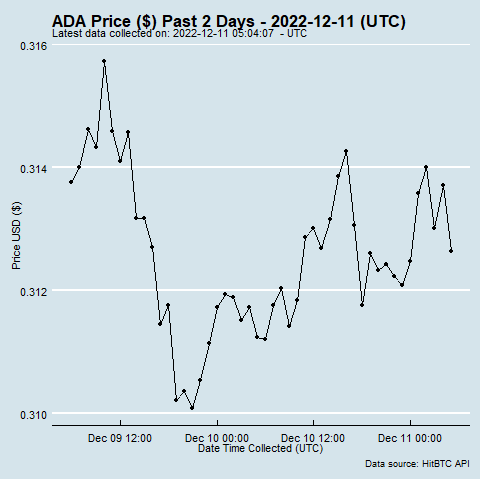 ADA Price ($) Past 2 Days - 2022-12-11 (UTC)
Latest data collected on: 2022-12-11 05:04:07 - UTC
0.316
0.314
0.312
0.310
Price USD ($)
Dec 09 12:00 Dec 10 00:00 Dec 10 12:00 Dec 11 00:00
Date Time Collected (UTC)
Data source: HitBTC API